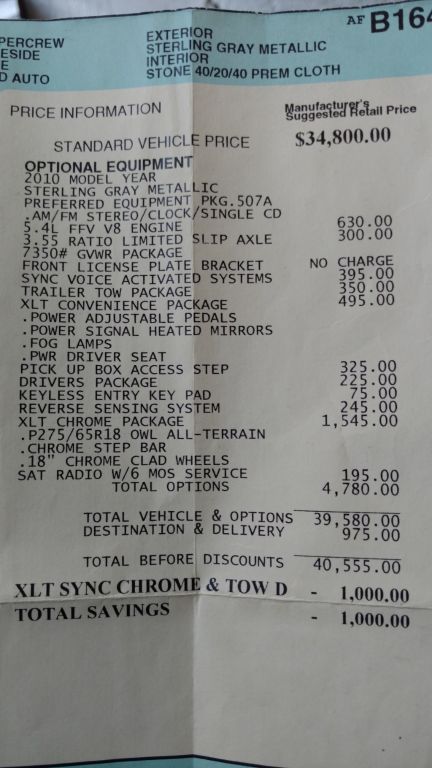 AF B164
PERCREW
ESIDE
E
D AUTO
EXTERIOR
STERLING GRAY METALLIC
INTERIOR
STONE 40/20/40 PREM CLOTH
PRICE INFORMATION
Manufacturer's
Suggested Retail Price
STANDARD VEHICLE PRICE $34,800.00
OPTIONAL EQUIPMENT
2010 MODEL YEAR
STERLING GRAY METALLIC
PREFERRED EQUIPMENT PKG.507A
.AM/FM STEREO/CLOCK/SINGLE CD
5.4L FFV V8 ENGINE 630.00
3.55 RATIO LIMITED SLIP AXLE 300.00
7350# GVWR PACKAGE
FRONT LICENSE PLATE BRACKET NO CHARGE
SYNC VOICE ACTIVATED SYSTEMS 395.00
TRAILER TOW PACKAGE 350.00
XLT CONVENIENCE PACKAGE 495.00
.POWER ADJUSTABLE PEDALS
.POWER SIGNAL HEATED MIRRORS
.FOG LAMPS
.PWR DRIVER SEAT
PICK UP BOX ACCESS STEP 325.00
DRIVERS PACKAGE 225.00
KEYLESS ENTRY KEY PAD 75.00
REVERSE SENSING SYSTEM 245.00
XLT CHROME PACKAGE 1,545.00
.P275/65R18 OWL ALL-TERRAIN
.CHROME STEP BAR
.18" CHROME CLAD WHEELS
SAT RADIO W/6 MOS SERVICE 195.00
TOTAL OPTIONS 4,780.00
TOTAL VEHICLE & OPTIONS 39,580.00
DESTINATION & DELIVERY 975.00
TOTAL BEFORE DISCOUNTS 40,555.00
XLT SYNC CHROME & TOW D - 1,000.00
TOTAL SAVINGS - 1,000.00